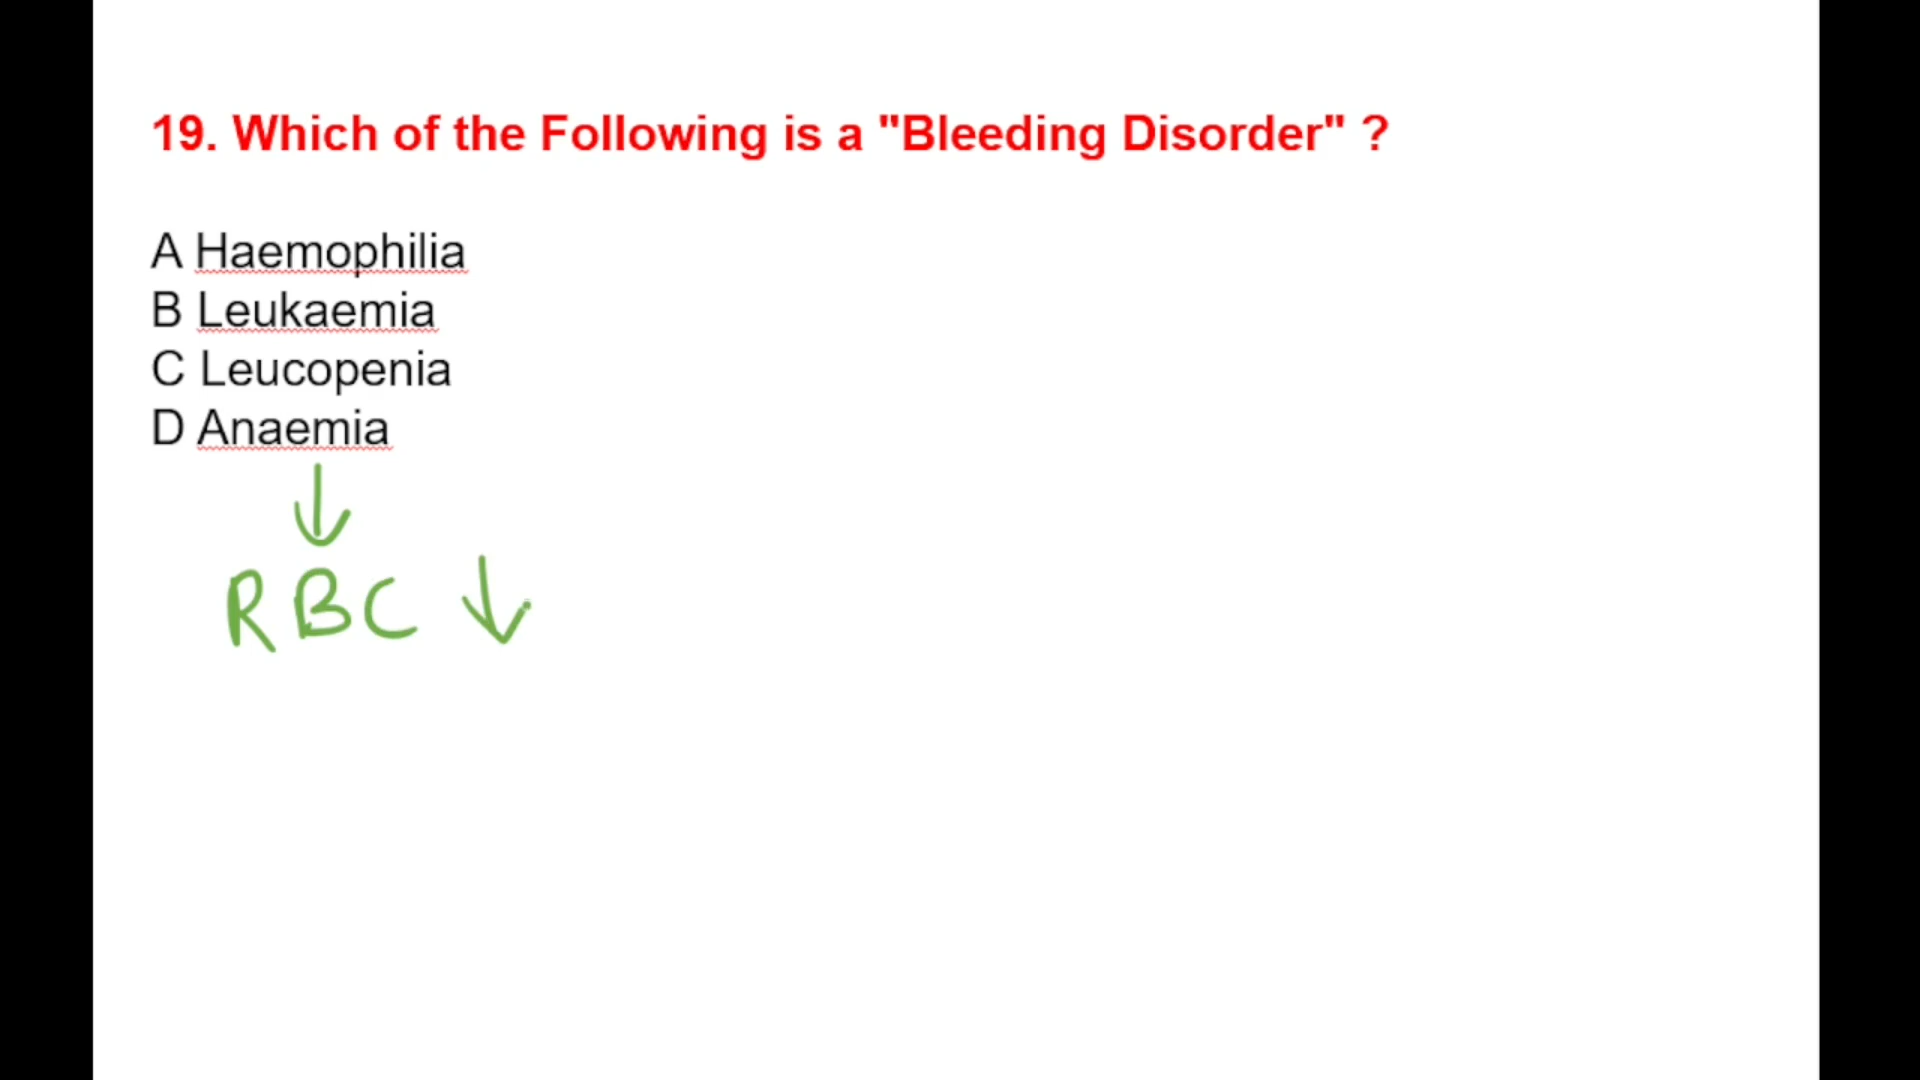 19. Which of the Following is a "Bleeding Disorder" ?
A Haemophilia
B Leukaemia
C Leucopenia
D Anaemia
↓
RBC ↓